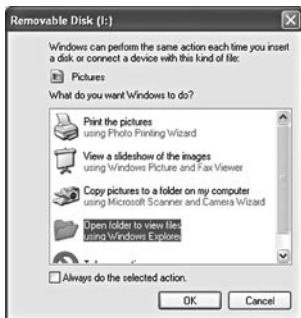 Removable Disk (I:)
Windows can perform the same action each time you insert
a disk or connect a device with this kind of file:
Pictures
What do you want Windows to do?
Print the pictures
using Photo Printing Wizard
View a slideshow of the images
using Windows Picture and Fax Viewer
Copy pictures to a folder on my computer
using Microsoft Scanner and Camera Wizard
Open folder to view files
using Windows Explorer
Always do the selected action.
OK
Cancel